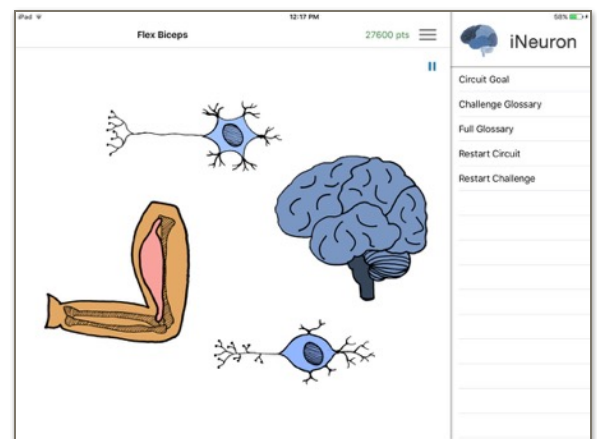 iPad
12:17 PM
58%
Flex Biceps
27600 pts
iNeuron
Circuit Goal
Challenge Glossary
Full Glossary
Restart Circuit
Restart Challenge